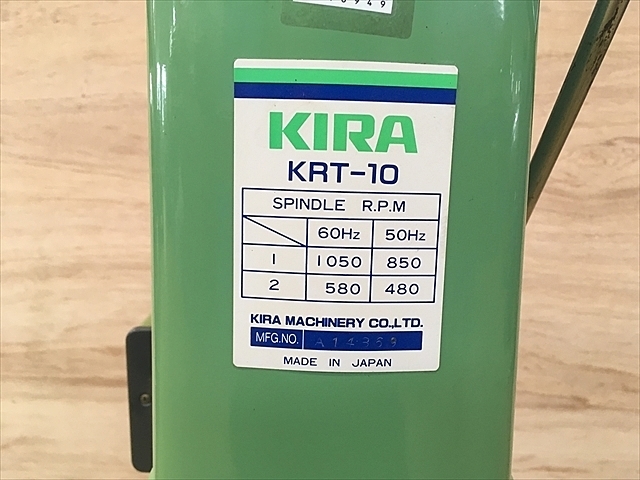 KIRA
KRT-10
SPINDLE R.P.M
60Hz 50Hz
1 1050 850
2 580 480
KIRA MACHINERY CO.,LTD.
MFG.NO.
MADE IN JAPAN